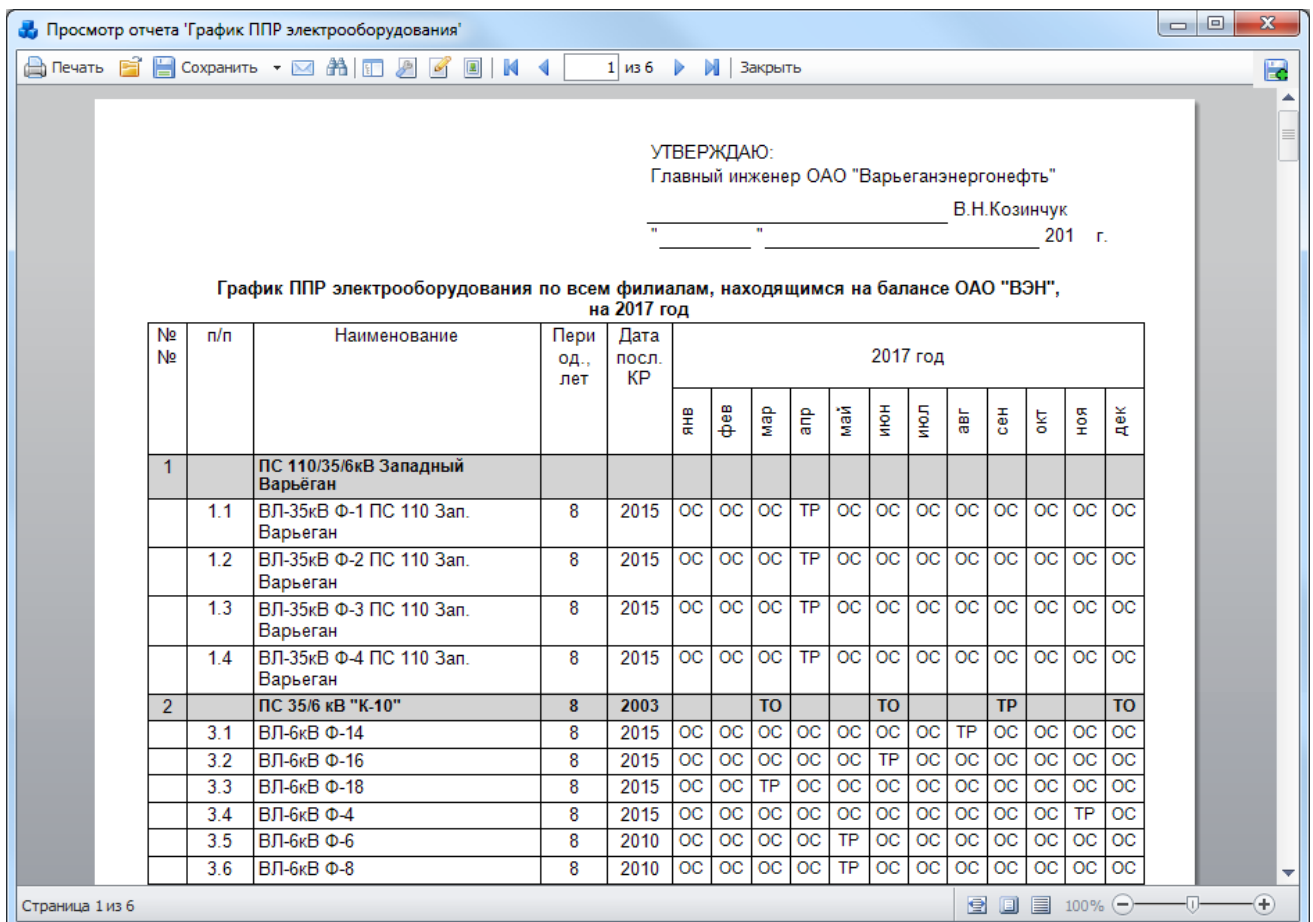 Просмотр отчета 'График ППР электрооборудования'
Печать Сохранить 1 из 6 Закрыть
УТВЕРЖДАЮ:
Главный инженер ОАО "Варьеганэнергонефть"
В.Н.Козинчук
" " 201 г.
График ППР электрооборудования по всем филиалам, находящимся на балансе ОАО "ВЭН",
на 2017 год
№ п/п Наименование Пери Дата
№ од., посл. 2017 год
лет КР
янв фев мар апр май июн июл авг сен окт ноя дек
1 ПС 110/35/6кВ Западный
Варьёган
1.1 ВЛ-35кВ Ф-1 ПС 110 Зап. 8 2015 ОС ОС ОС ТР ОС ОС ОС ОС ОС ОС ОС ОС
Варьеган
1.2 ВЛ-35кВ Ф-2 ПС 110 Зап. 8 2015 ОС ОС ОС ТР ОС ОС ОС ОС ОС ОС ОС ОС
Варьеган
1.3 ВЛ-35кВ Ф-3 ПС 110 Зап. 8 2015 ОС ОС ОС ТР ОС ОС ОС ОС ОС ОС ОС ОС
Варьеган
1.4 ВЛ-35кВ Ф-4 ПС 110 Зап. 8 2015 ОС ОС ОС ТР ОС ОС ОС ОС ОС ОС ОС ОС
Варьеган
2 ПС 35/6 кВ "К-10" 8 2003 ТО ТО ТР ТО
3.1 ВЛ-6кВ Ф-14 8 2015 ОС ОС ОС ОС ОС ОС ОС ТР ОС ОС ОС ОС
3.2 ВЛ-6кВ Ф-16 8 2015 ОС ОС ОС ОС ОС ТР ОС ОС ОС ОС ОС ОС
3.3 ВЛ-6кВ Ф-18 8 2015 ОС ОС ТР ОС ОС ОС ОС ОС ОС ОС ОС ОС
3.4 ВЛ-6кВ Ф-4 8 2015 ОС ОС ОС ОС ОС ОС ОС ОС ОС ОС ТР ОС
3.5 ВЛ-6кВ Ф-6 8 2010 ОС ОС ОС ОС ТР ОС ОС ОС ОС ОС ОС ОС
3.6 ВЛ-6кВ Ф-8 8 2010 ОС ОС ОС ОС ТР ОС ОС ОС ОС ОС ОС ОС
Страница 1 из 6 100%